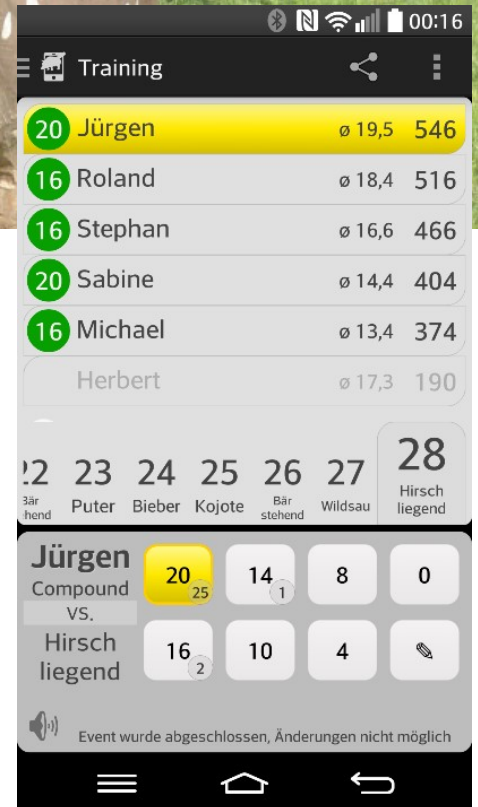 00:16
Training
20 Jürgen ø 19,5 546
16 Roland ø 18,4 516
16 Stephan ø 16,6 466
20 Sabine ø 14,4 404
16 Michael ø 13,4 374
Herbert ø 17,3 190
22 23 24 25 26 27 28
Bär hend Puter Bieber Kojote Bär stehend Wildsau Hirsch liegend
Jürgen
Compound
VS.
Hirsch
liegend
20 25 14 1 8 0
16 2 10 4
Event wurde abgeschlossen, Änderungen nicht möglich